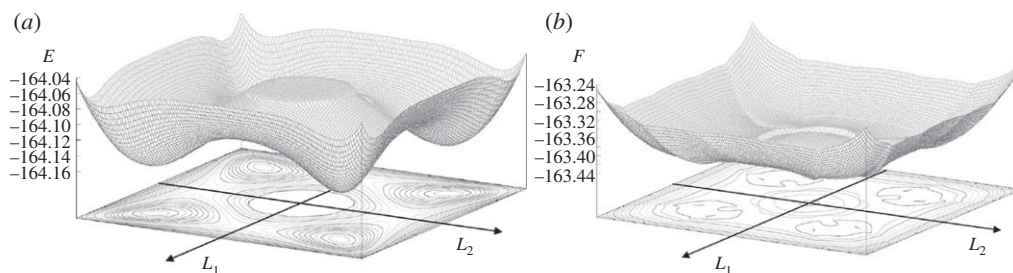 (a)
E
–164.04
–164.06
–164.08
–164.10
–164.12
–164.14
–164.16
L1
L2
(b)
F
–163.24
–163.28
–163.32
–163.36
–163.40
–163.44
L1
L2